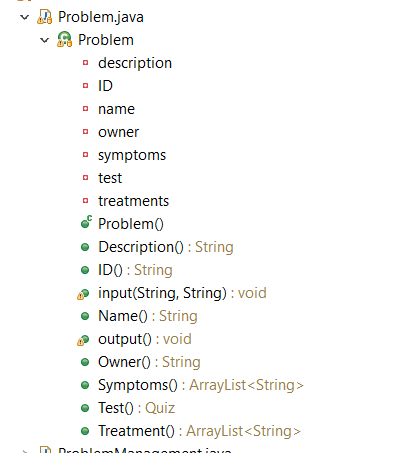 Problem.java
Problem
description
ID
name
owner
symptoms
test
treatments
Problem()
Description() : String
ID() : String
input(String, String) : void
Name() : String
output() : void
Owner() : String
Symptoms() : ArrayList<String>
Test() : Quiz
Treatment() : ArrayList<String>
ProblemManagement.java